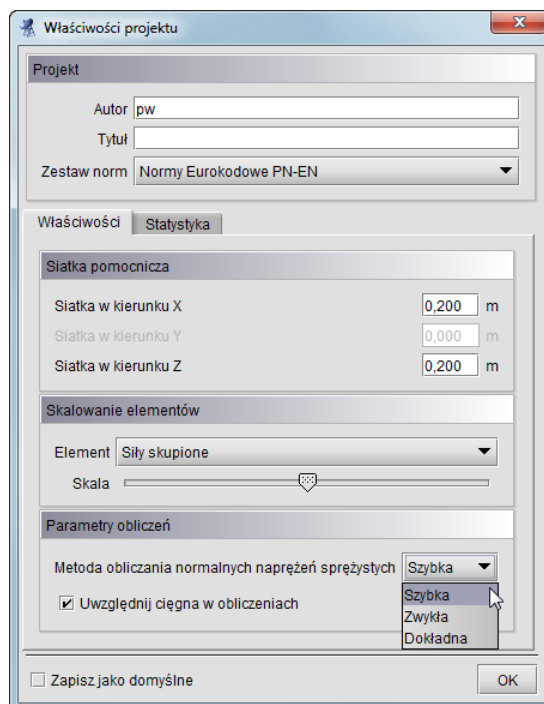 Właściwości projektu
Projekt
Autor pw
Tytuł
Zestaw norm Normy Eurokodowe PN-EN
Właściwości Statystyka
Siatka pomocnicza
Siatka w kierunku X 0,200 m
Siatka w kierunku Y 0,000 m
Siatka w kierunku Z 0,200 m
Skalowanie elementów
Element Siły skupione
Skala
Parametry obliczeń
Metoda obliczania normalnych naprężeń sprężystych Szybka
Szybka
Uwzględnij cięgna w obliczeniach
Zwykła
Dokładna
Zapisz jako domyślne OK